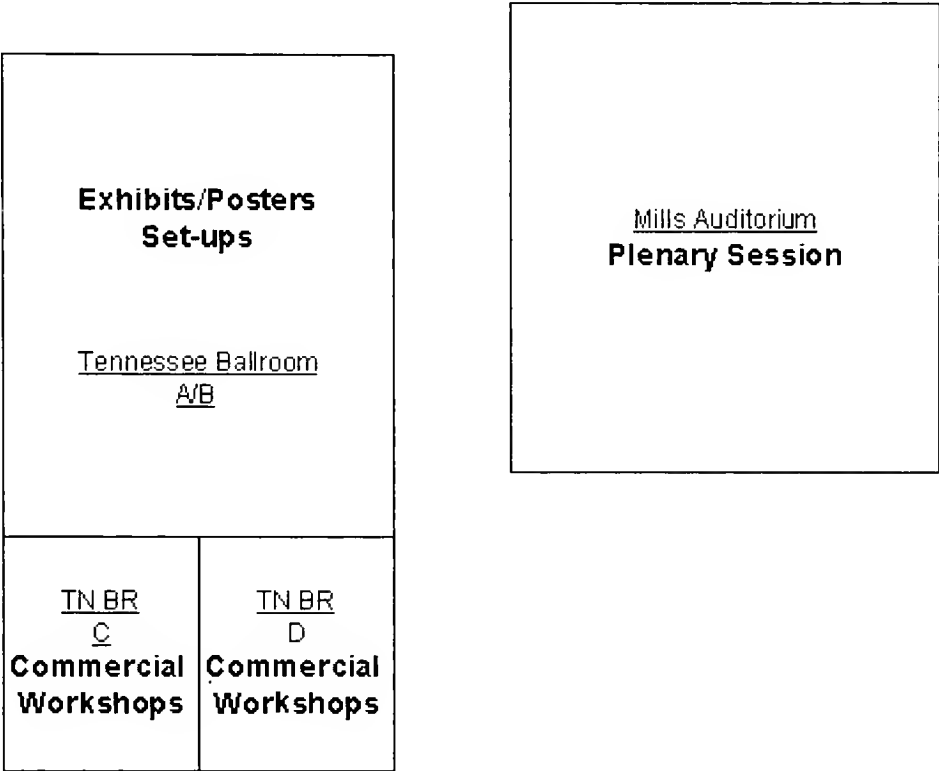 Exhibits/Posters
Set-ups
Tennessee Ballroom
A/B
TN BR
C
Commercial
Workshops
TN BR
D
Commercial
Workshops
Mills Auditorium
Plenary Session